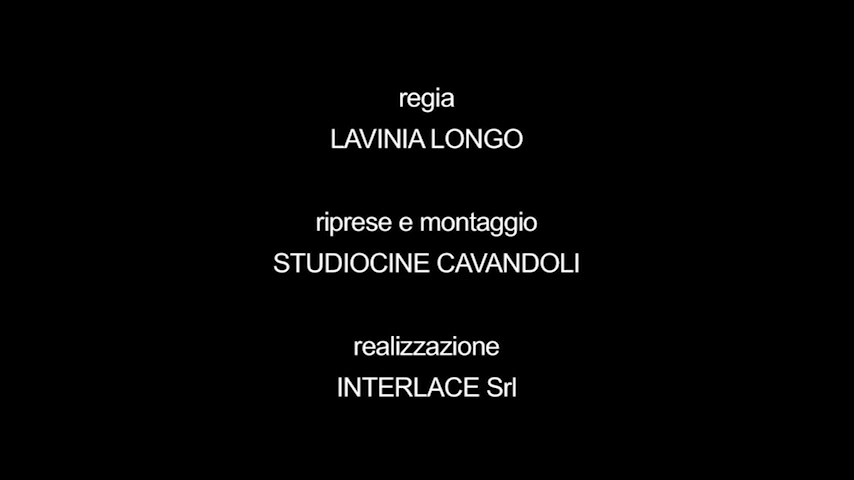 regia
LAVINIA LONGO
riprese e montaggio
STUDIOCINE CAVANDOLI
realizzazione
INTERLACE Srl